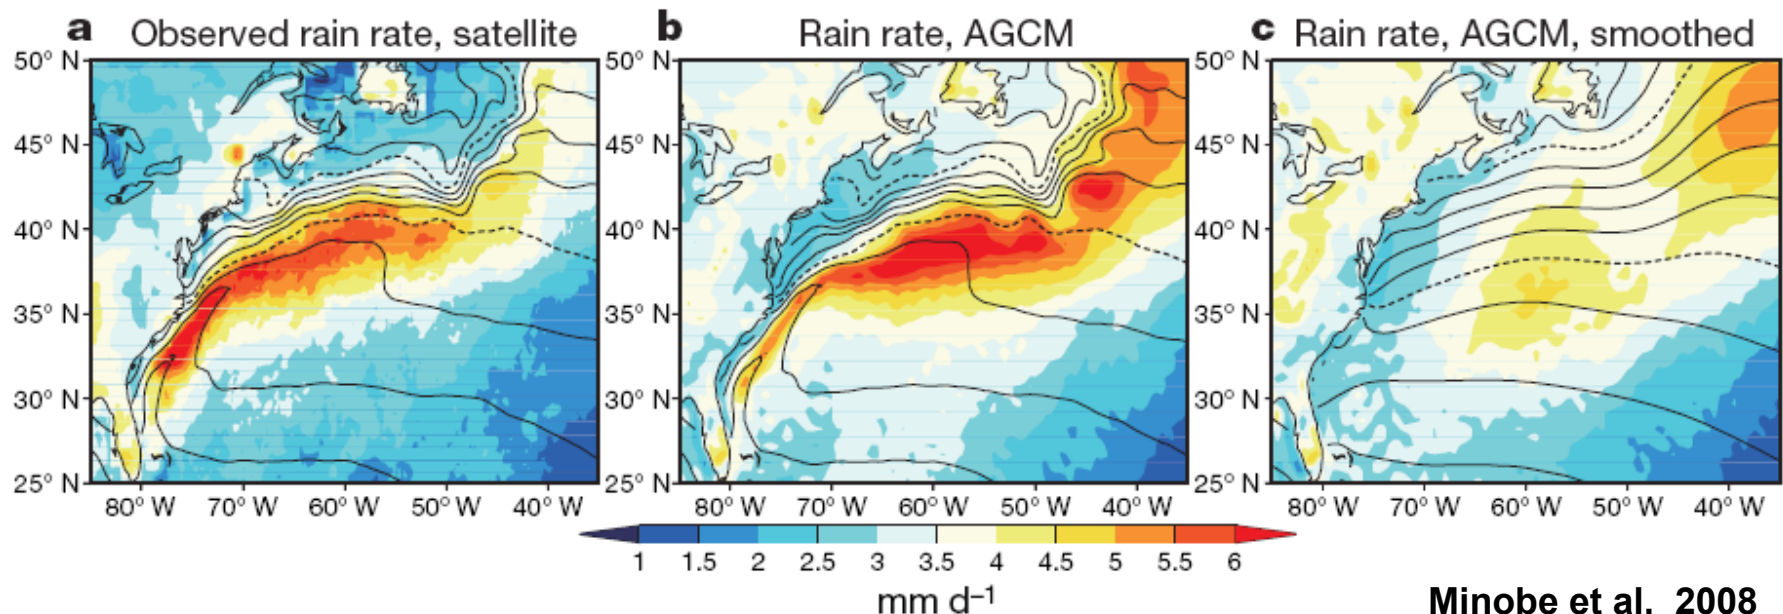 a Observed rain rate, satellite
b Rain rate, AGCM
c Rain rate, AGCM, smoothed
50° N
45° N
40° N
35° N
30° N
25° N
80° W 70° W 60° W 50° W 40° W
50° N
45° N
40° N
35° N
30° N
25° N
80° W 70° W 60° W 50° W 40° W
50° N
45° N
40° N
35° N
30° N
25° N
80° W 70° W 60° W 50° W 40° W
1 1.5 2 2.5 3 3.5 4 4.5 5 5.5 6
mm d⁻¹
Minobe et al. 2008